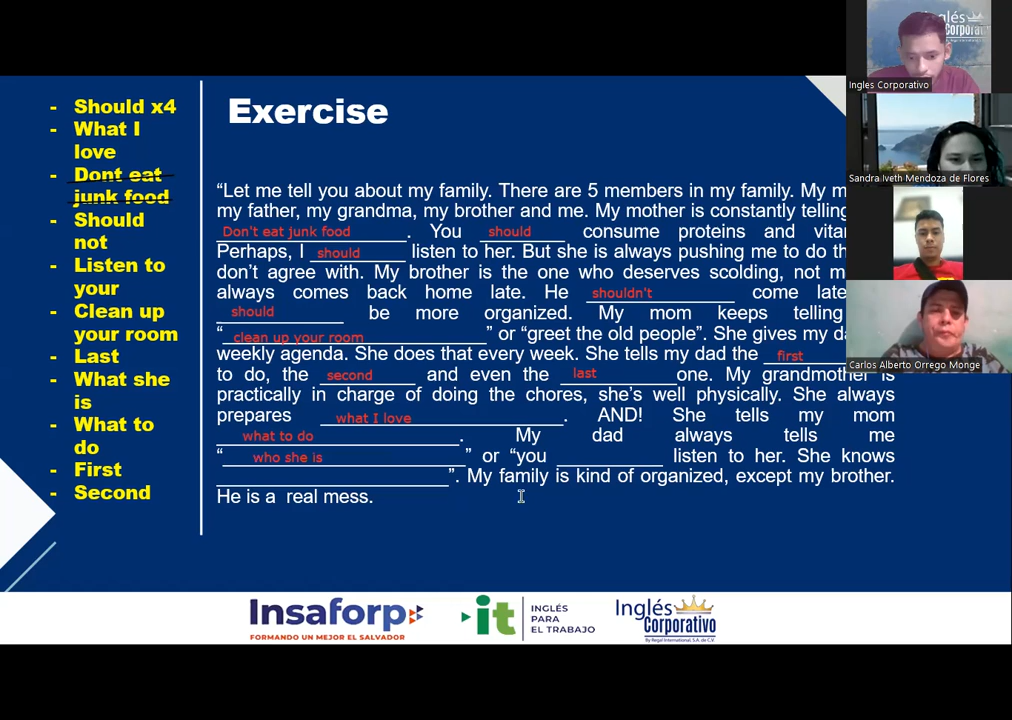 Exercise
- Should x4
- What I
love
- Dont eat
junk food
- Should
not
- Listen to
your
- Clean up
your room
- Last
- What she
is
- What to
do
- First
- Second
“Let me tell you about my family. There are 5 members in my family. My
my father, my grandma, my brother and me. My mother is constantly telling
Don't eat junk food. You should consume proteins and
Perhaps, I should listen to her. But she is always pushing me to do
don’t agree with. My brother is the one who deserves scolding, not
always comes back home late. He shouldn't come late
should be more organized. My mom keeps telling
“clean up your room” or “greet the old people”. She gives my
weekly agenda. She does that every week. She tells my dad the first
to do, the second and even the last one. My grandmother is
practically in charge of doing the chores, she’s well physically. She always
prepares what I love. AND! She tells my mom
what to do. My dad always tells me
“who she is” or “you ________ listen to her. She knows
________”. My family is kind of organized, except my brother.
He is a real mess.
Insaforp
FORMANDO UN MEJOR EL SALVADOR
it
INGLÉS
PARA
EL TRABAJO
Inglés
Corporativo
By Regal International, S.A. de C.V.
Inglés
Corporativo
Ingles Corporativo
Sandra Iveth Mendoza de Flores
Carlos Alberto Orrego Monge